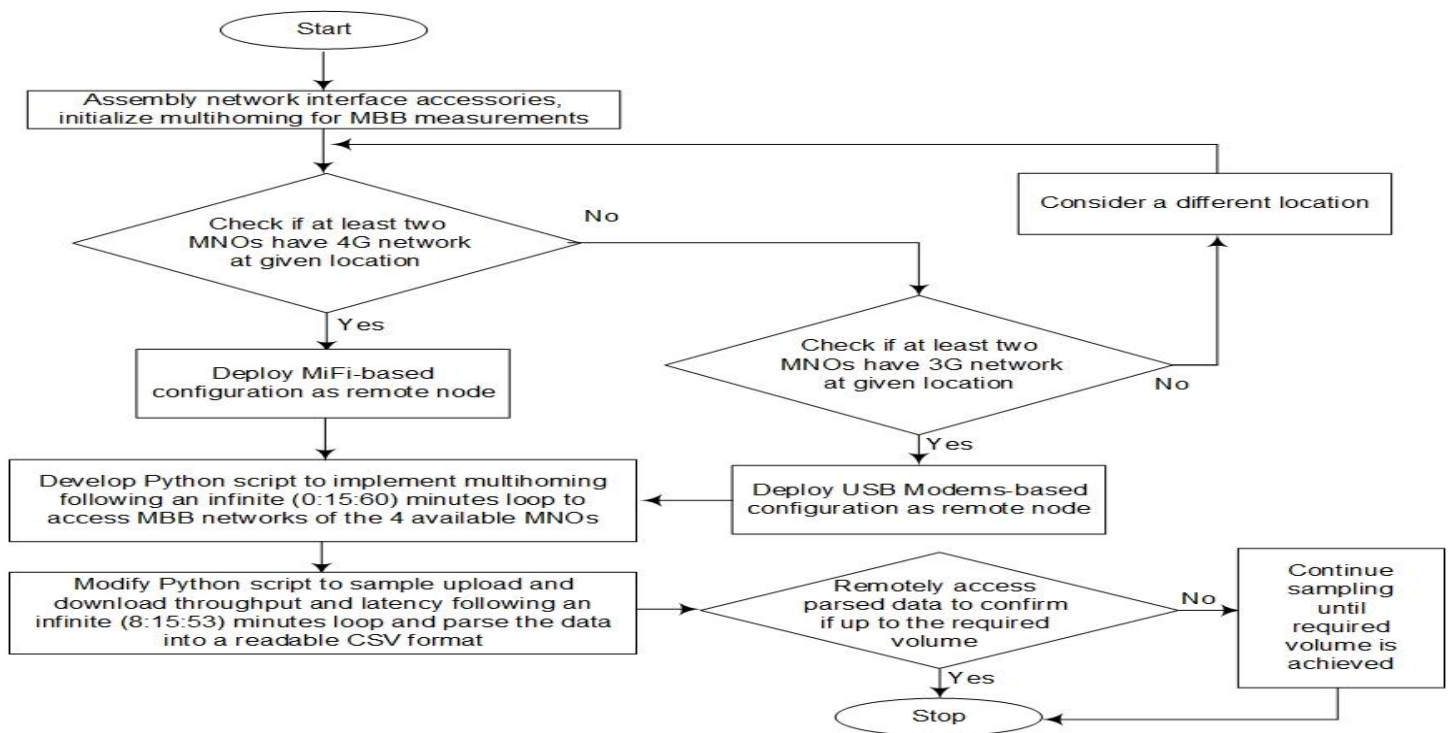 Start
Assembly network interface accessories,
initialize multihoming for MBB measurements
Check if at least two
MNOs have 4G network
at given location
No
Consider a different location
Yes
Check if at least two
MNOs have 3G network
at given location
No
Deploy MiFi-based
configuration as remote node
Yes
Deploy USB Modems-based
configuration as remote node
Develop Python script to implement multihoming
following an infinite (0:15:60) minutes loop to
access MBB networks of the 4 available MNOs
Modify Python script to sample upload and
download throughput and latency following an
infinite (8:15:53) minutes loop and parse the data
into a readable CSV format
Remotely access
parsed data to confirm
if up to the required
volume
No
Continue
sampling
until
required
volume is
achieved
Yes
Stop